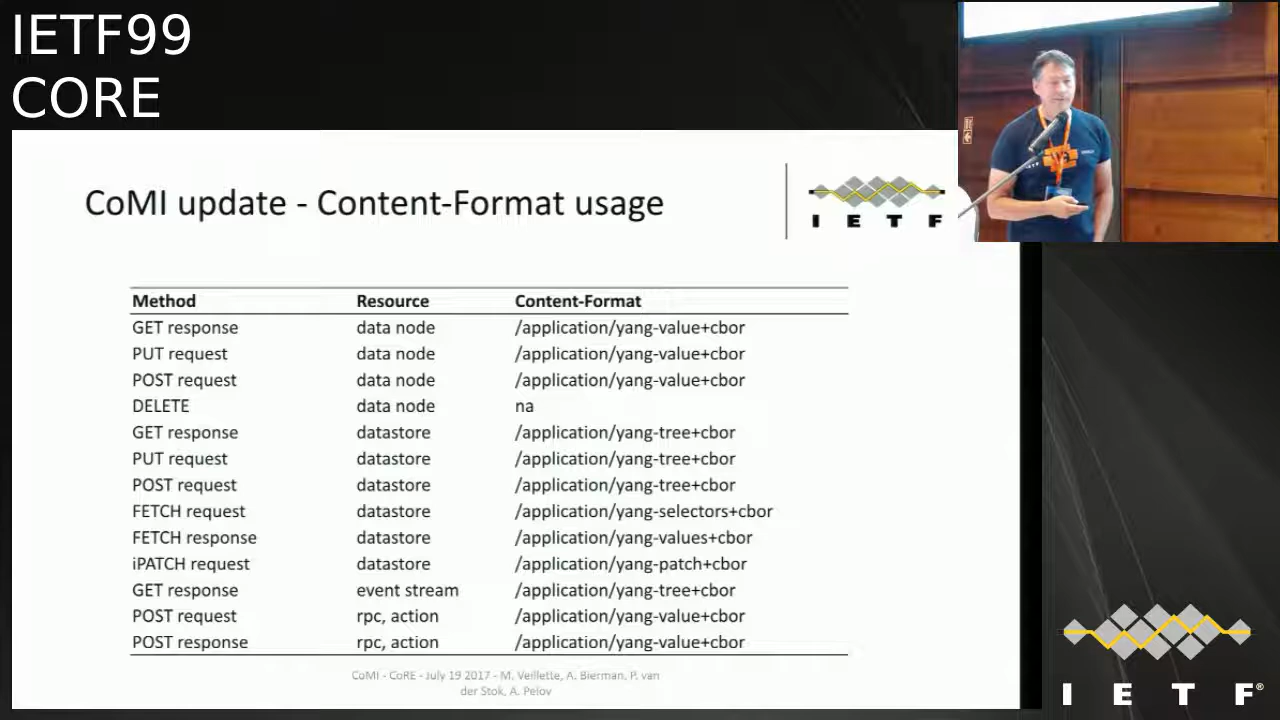 IETF99
CORE
CoMI update - Content-Format usage
I E T F
Method Resource Content-Format
GET response data node /application/yang-value+cbor
PUT request data node /application/yang-value+cbor
POST request data node /application/yang-value+cbor
DELETE data node na
GET response datastore /application/yang-tree+cbor
PUT request datastore /application/yang-tree+cbor
POST request datastore /application/yang-tree+cbor
FETCH request datastore /application/yang-selectors+cbor
FETCH response datastore /application/yang-values+cbor
iPATCH request datastore /application/yang-patch+cbor
GET response event stream /application/yang-tree+cbor
POST request rpc, action /application/yang-value+cbor
POST response rpc, action /application/yang-value+cbor
CoMI - CoRE - July 19 2017 - M. Veillette, A. Bierman, P. van
der Stok, A. Pelov
I E T F®